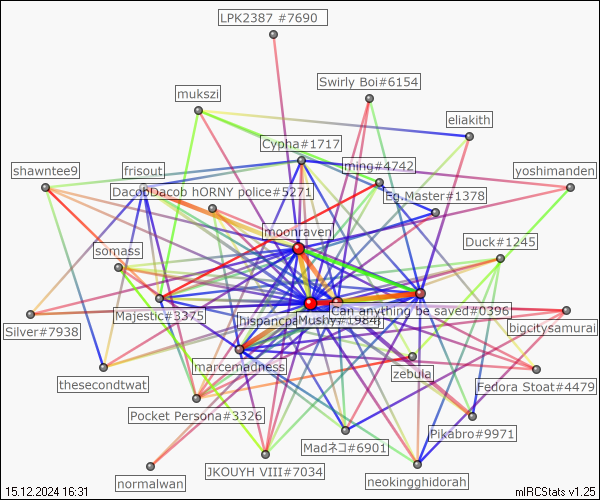 LPK2387 #7690
Swirly Boi#6154
mukszi
eliakith
Cypha#1717
ming#4742
shawntee9
frisout
yoshimanden
DacobDacob hORNY police#5271
Eg.Master#1378
moonraven
somass
Duck#1245
Majestic#3375
Can anything be saved#0396
Mushy#1984
Silver#7938
bigcitysamurai
marcemadness
zebula
thesecondtwat
Fedora Stoat#4479
Pocket Persona#3326
Pikabro#9971
Madネコ#6901
JKOUYH VIII#7034
normalwan
neokingghidorah
15.12.2024 16:31
mIRCStats v1.25